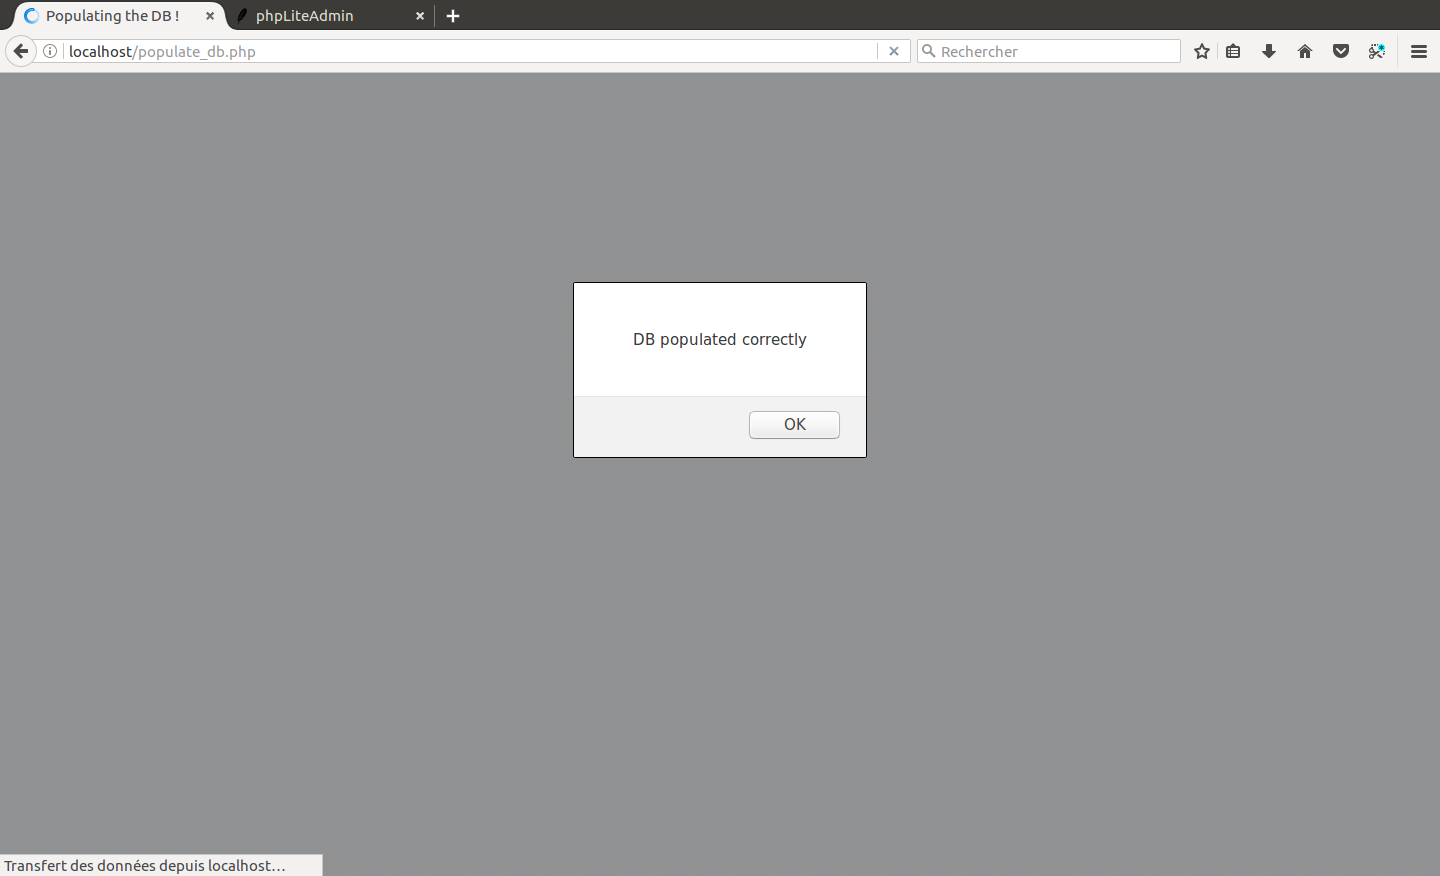 Populating the DB !
phpLiteAdmin
localhost/populate_db.php
Rechercher
DB populated correctly
OK
Transfert des données depuis localhost…